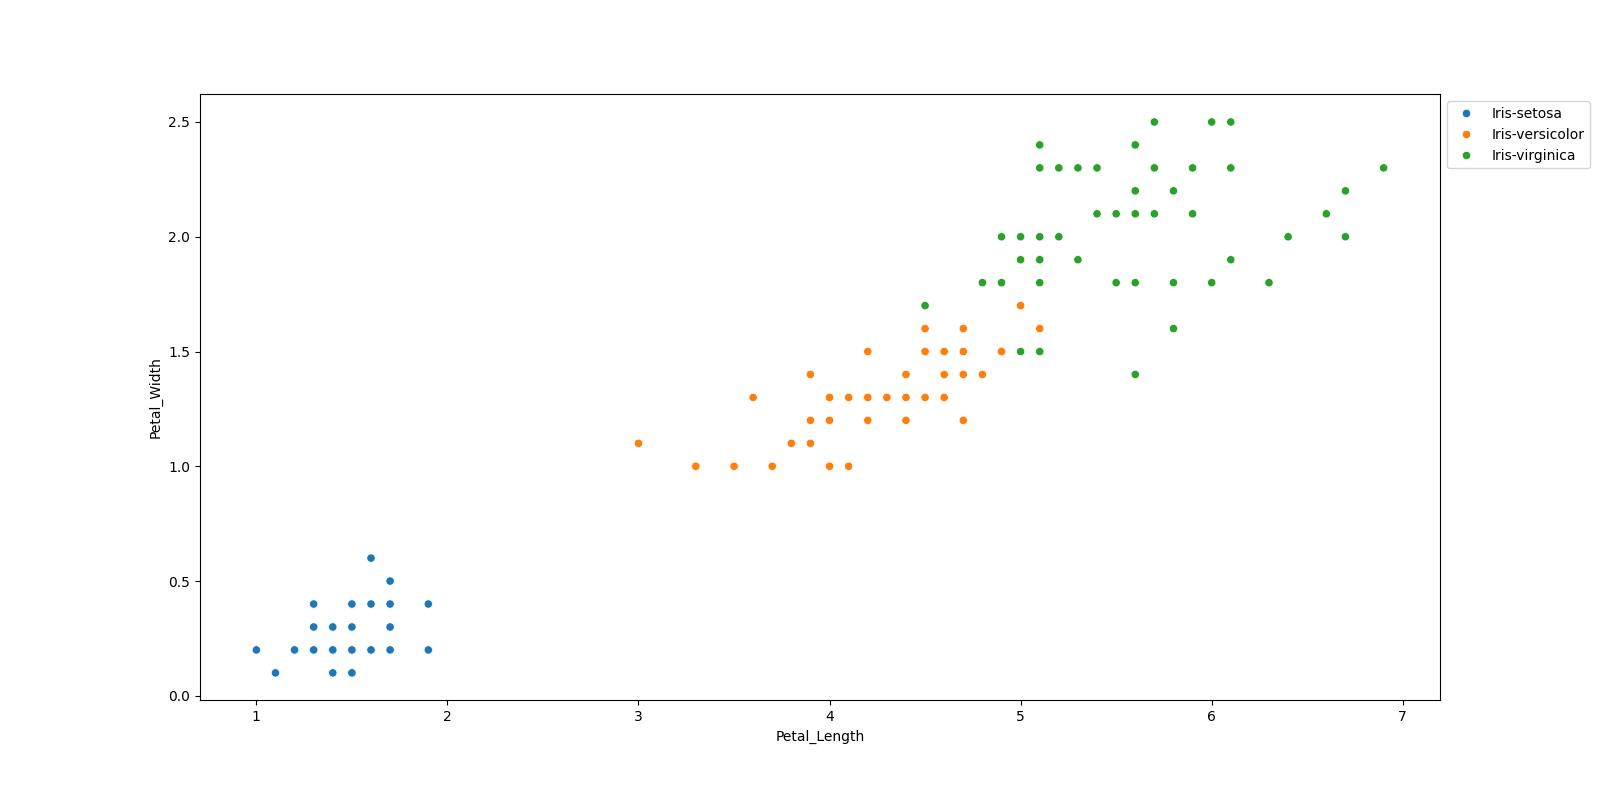 2.5
2.0
1.5
1.0
0.5
0.0
Petal_Width
1 2 3 4 5 6 7
Petal_Length
Iris-setosa
Iris-versicolor
Iris-virginica